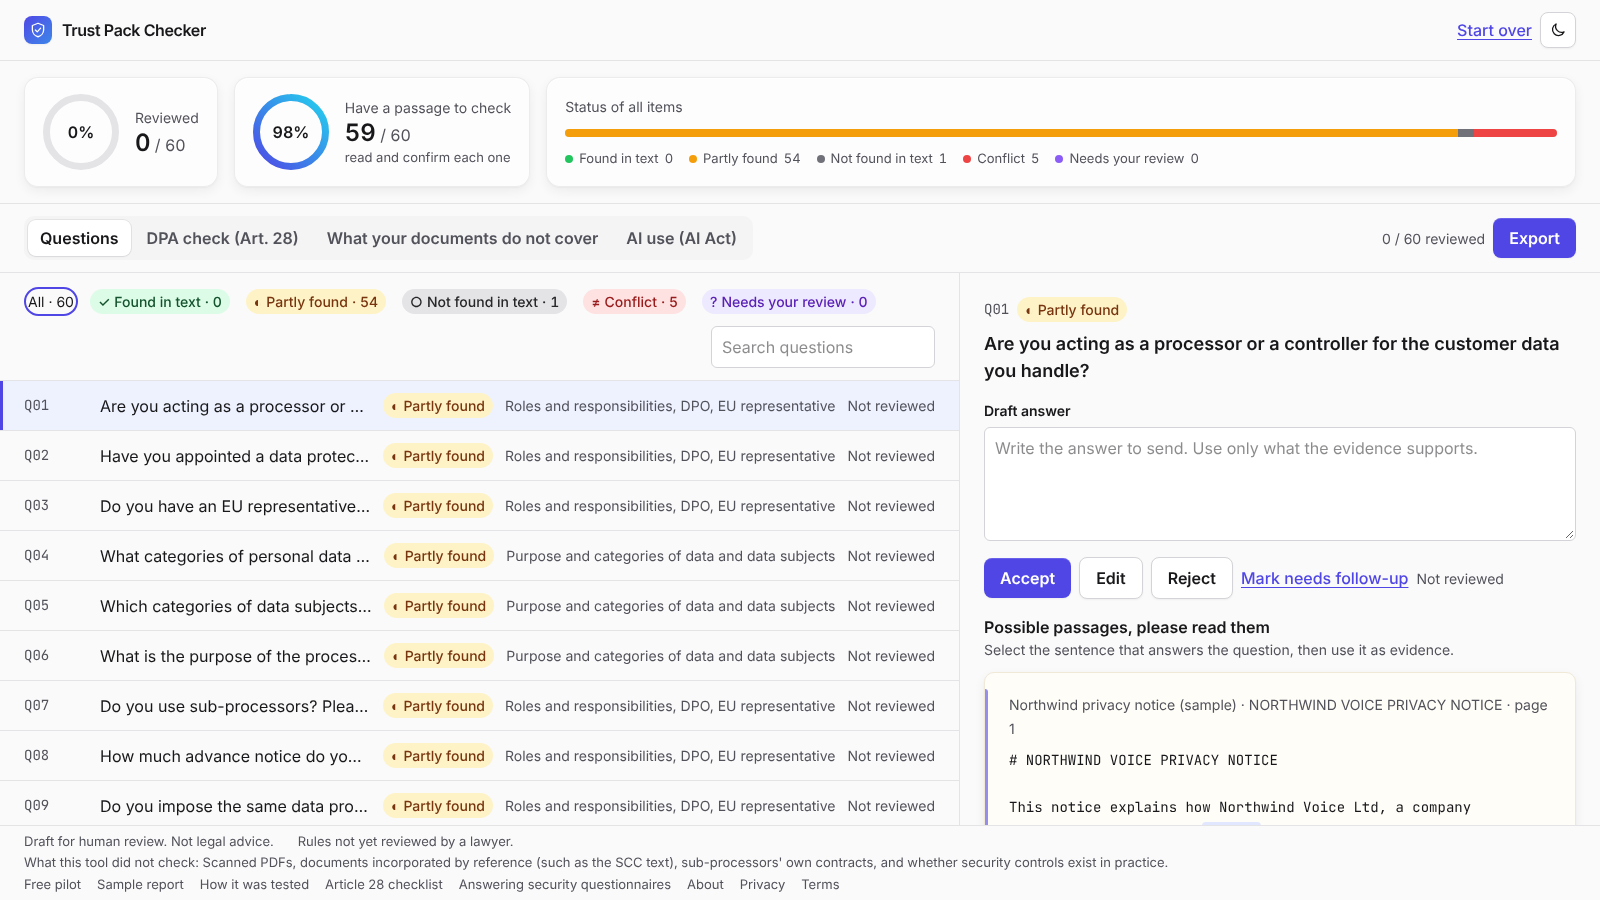 Trust Pack Checker
Start over
0%
Reviewed
0 / 60
98%
Have a passage to check
59 / 60
read and confirm each one
Status of all items
Found in text 0
Partly found 54
Not found in text 1
Conflict 5
Needs your review 0
Questions
DPA check (Art. 28)
What your documents do not cover
AI use (AI Act)
0 / 60 reviewed
Export
All · 60
✓ Found in text · 0
Partly found · 54
Not found in text · 1
≠ Conflict · 5
? Needs your review · 0
Search questions
Q01 Are you acting as a processor or ... Partly found Roles and responsibilities, DPO, EU representative Not reviewed
Q02 Have you appointed a data protec... Partly found Roles and responsibilities, DPO, EU representative Not reviewed
Q03 Do you have an EU representative... Partly found Roles and responsibilities, DPO, EU representative Not reviewed
Q04 What categories of personal data ... Partly found Purpose and categories of data and data subjects Not reviewed
Q05 Which categories of data subjects... Partly found Purpose and categories of data and data subjects Not reviewed
Q06 What is the purpose of the proces... Partly found Purpose and categories of data and data subjects Not reviewed
Q07 Do you use sub-processors? Plea... Partly found Roles and responsibilities, DPO, EU representative Not reviewed
Q08 How much advance notice do yo... Partly found Roles and responsibilities, DPO, EU representative Not reviewed
Q09 Do you impose the same data pro... Partly found Roles and responsibilities, DPO, EU representative Not reviewed
Q01 Partly found
Are you acting as a processor or a controller for the customer data
you handle?
Draft answer
Write the answer to send. Use only what the evidence supports.
Accept
Edit
Reject
Mark needs follow-up
Not reviewed
Possible passages, please read them
Select the sentence that answers the question, then use it as evidence.
Northwind privacy notice (sample) · NORTHWIND VOICE PRIVACY NOTICE · page
1
# NORTHWIND VOICE PRIVACY NOTICE
This notice explains how Northwind Voice Ltd, a company
Draft for human review. Not legal advice. Rules not yet reviewed by a lawyer.
What this tool did not check: Scanned PDFs, documents incorporated by reference (such as the SCC text), sub-processors' own contracts, and whether security controls exist in practice.
Free pilot Sample report How it was tested Article 28 checklist Answering security questionnaires About Privacy Terms